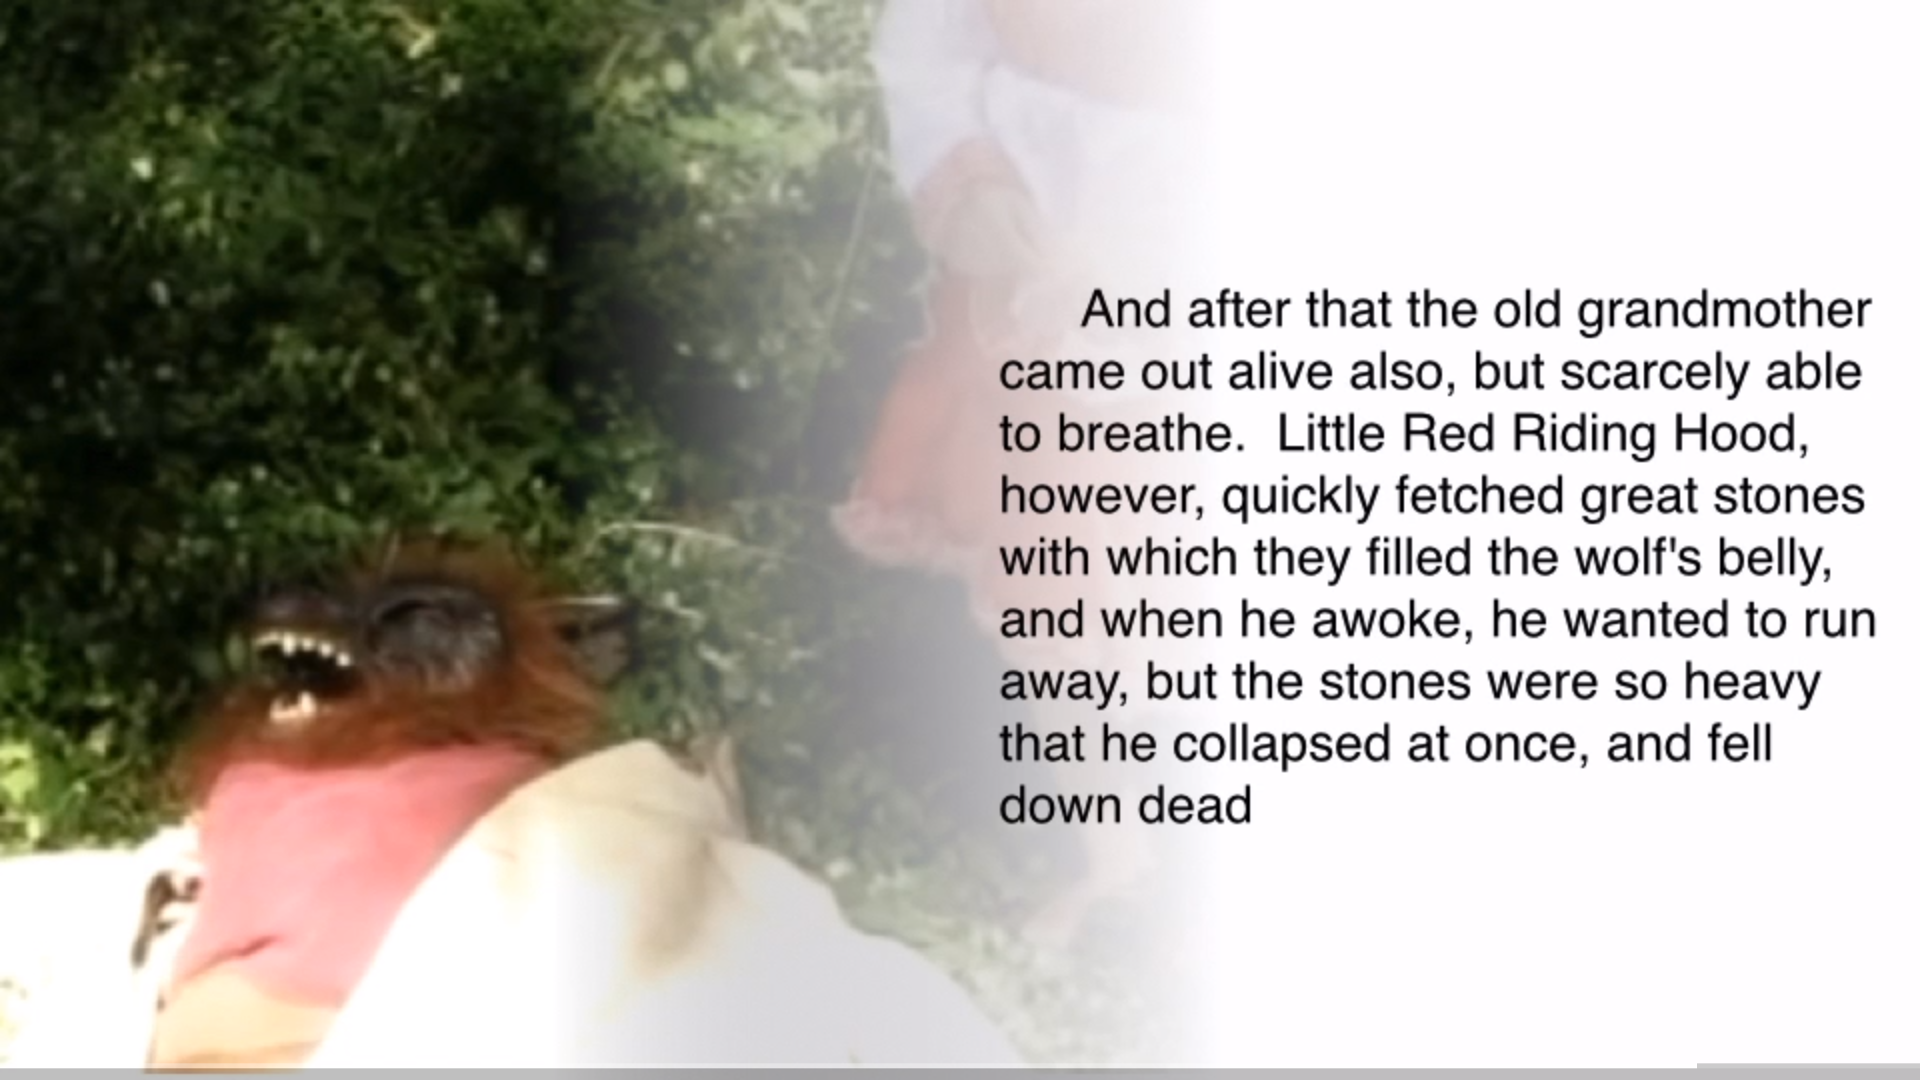 And after that the old grandmother
came out alive also, but scarcely able
to breathe.  Little Red Riding Hood,
however, quickly fetched great stones
with which they filled the wolf's belly,
and when he awoke, he wanted to run
away, but the stones were so heavy
that he collapsed at once, and fell
down dead